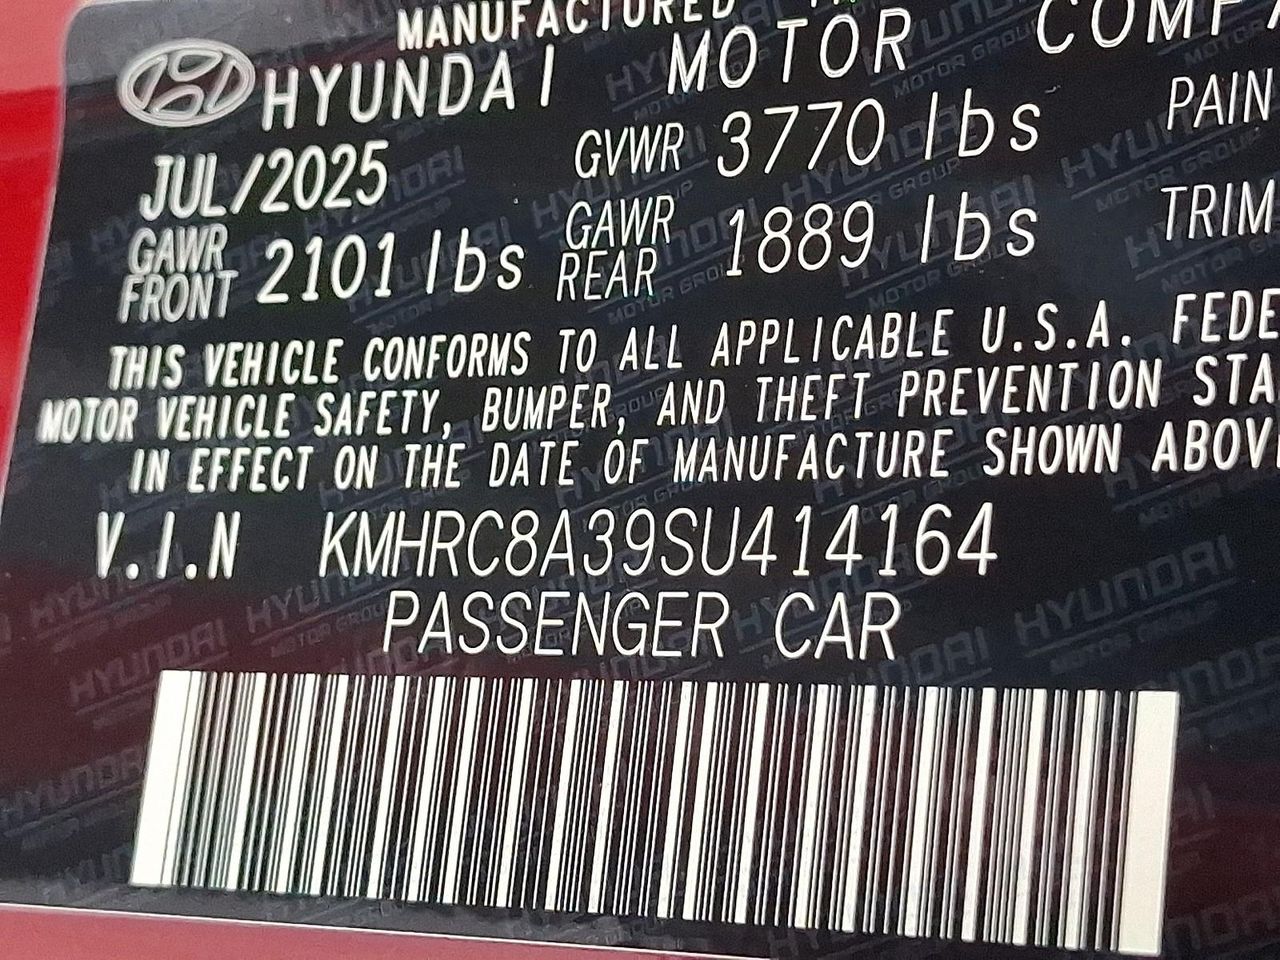 MANUFACTURED
HYUNDAI MOTOR
JUL/2025 GVWR 3770 lbs
GAWR FRONT 2101 lbs GAWR REAR 1889 lbs TRIM
THIS VEHICLE CONFORMS TO ALL APPLICABLE U.S.A.
MOTOR VEHICLE SAFETY, BUMPER, AND THEFT PREVENTION
IN EFFECT ON THE DATE OF MANUFACTURE SHOWN
V.I.N KMHRC8A39SU414164
PASSENGER CAR